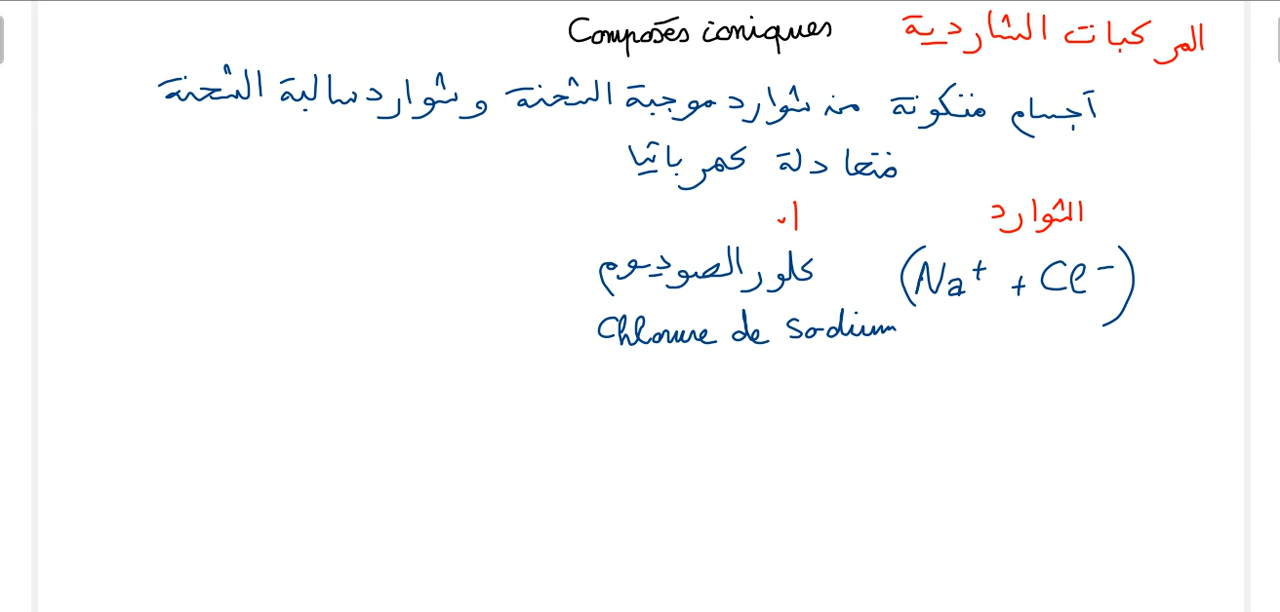 المركبات الشاردية Composés ioniques
أجسام متكونة من شوارد موجبة الشحنة و شوارد سالبة الشحنة
متعادلة كهربائيا
الشوارد
(Na⁺ + Cl⁻) كلور الصوديوم
Chlorure de Sodium